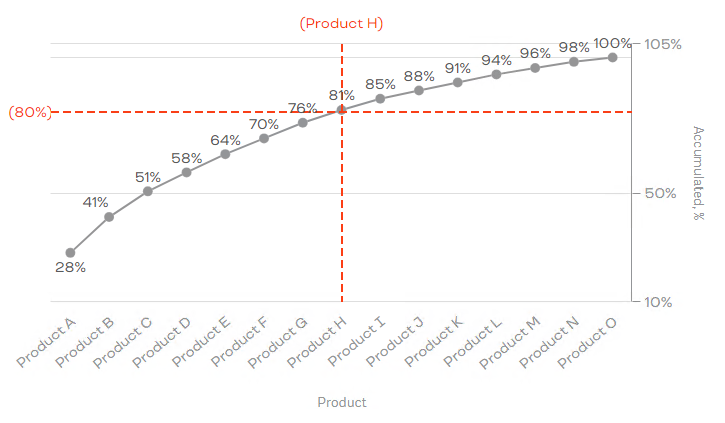 (Product H)
105%
100%
98%
96%
94%
91%
88%
85%
81%
76%
70%
64%
58%
51%
41%
28%
(80%)
50%
10%
Accumulated, %
Product A
Product B
Product C
Product D
Product E
Product F
Product G
Product H
Product I
Product J
Product K
Product L
Product M
Product N
Product O
Product